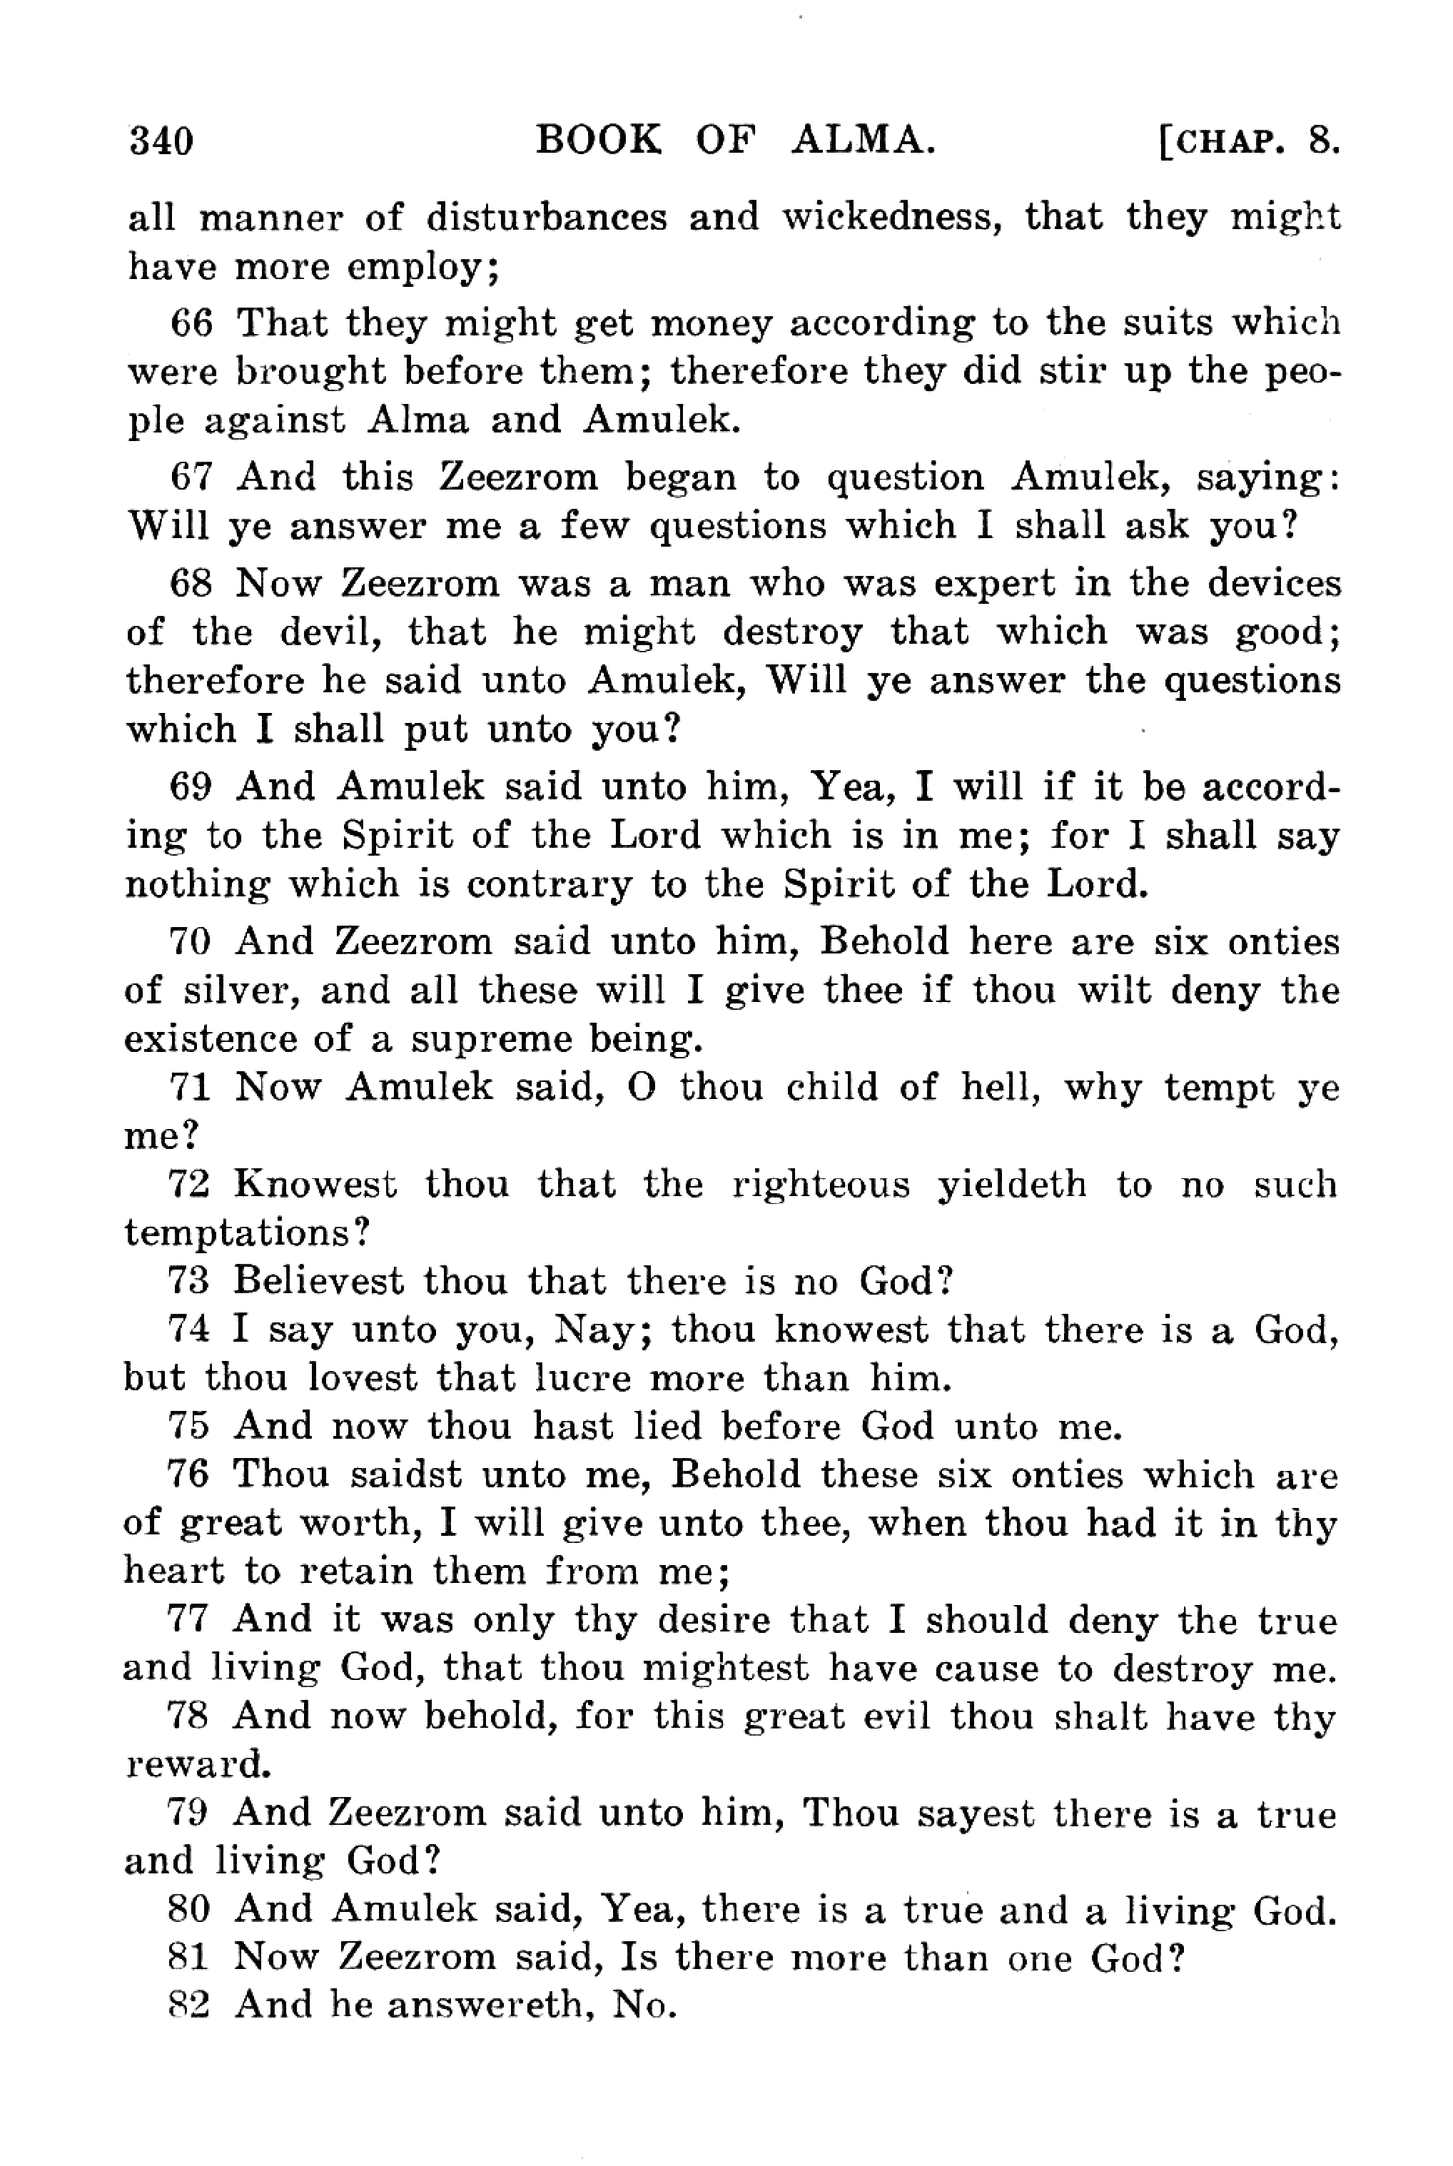 340 BOOK OF ALMA. [CHAP. 8.
all manner of disturbances and wickedness, that they might
have more employ;
66 That they might get money according to the suits which
were brought before them; therefore they did stir up the peo-
ple against Alma and Amulek.
67 And this Zeezrom began to question Amulek, saying:
Will ye answer me a few questions which I shall ask you?
68 Now Zeezrom was a man who was expert in the devices
of the devil, that he might destroy that which was good;
therefore he said unto Amulek, Will ye answer the questions
which I shall put unto you?
69 And Amulek said unto him, Yea, I will if it be accord-
ing to the Spirit of the Lord which is in me; for I shall say
nothing which is contrary to the Spirit of the Lord.
70 And Zeezrom said unto him, Behold here are six onties
of silver, and all these will I give thee if thou wilt deny the
existence of a supreme being.
71 Now Amulek said, O thou child of hell, why tempt ye
me?
72 Knowest thou that the righteous yieldeth to no such
temptations?
73 Believest thou that there is no God?
74 I say unto you, Nay; thou knowest that there is a God,
but thou lovest that lucre more than him.
75 And now thou hast lied before God unto me.
76 Thou saidst unto me, Behold these six onties which are
of great worth, I will give unto thee, when thou had it in thy
heart to retain them from me;
77 And it was only thy desire that I should deny the true
and living God, that thou mightest have cause to destroy me.
78 And now behold, for this great evil thou shalt have thy
reward.
79 And Zeezrom said unto him, Thou sayest there is a true
and living God?
80 And Amulek said, Yea, there is a true and a living God.
81 Now Zeezrom said, Is there more than one God?
82 And he answereth, No.